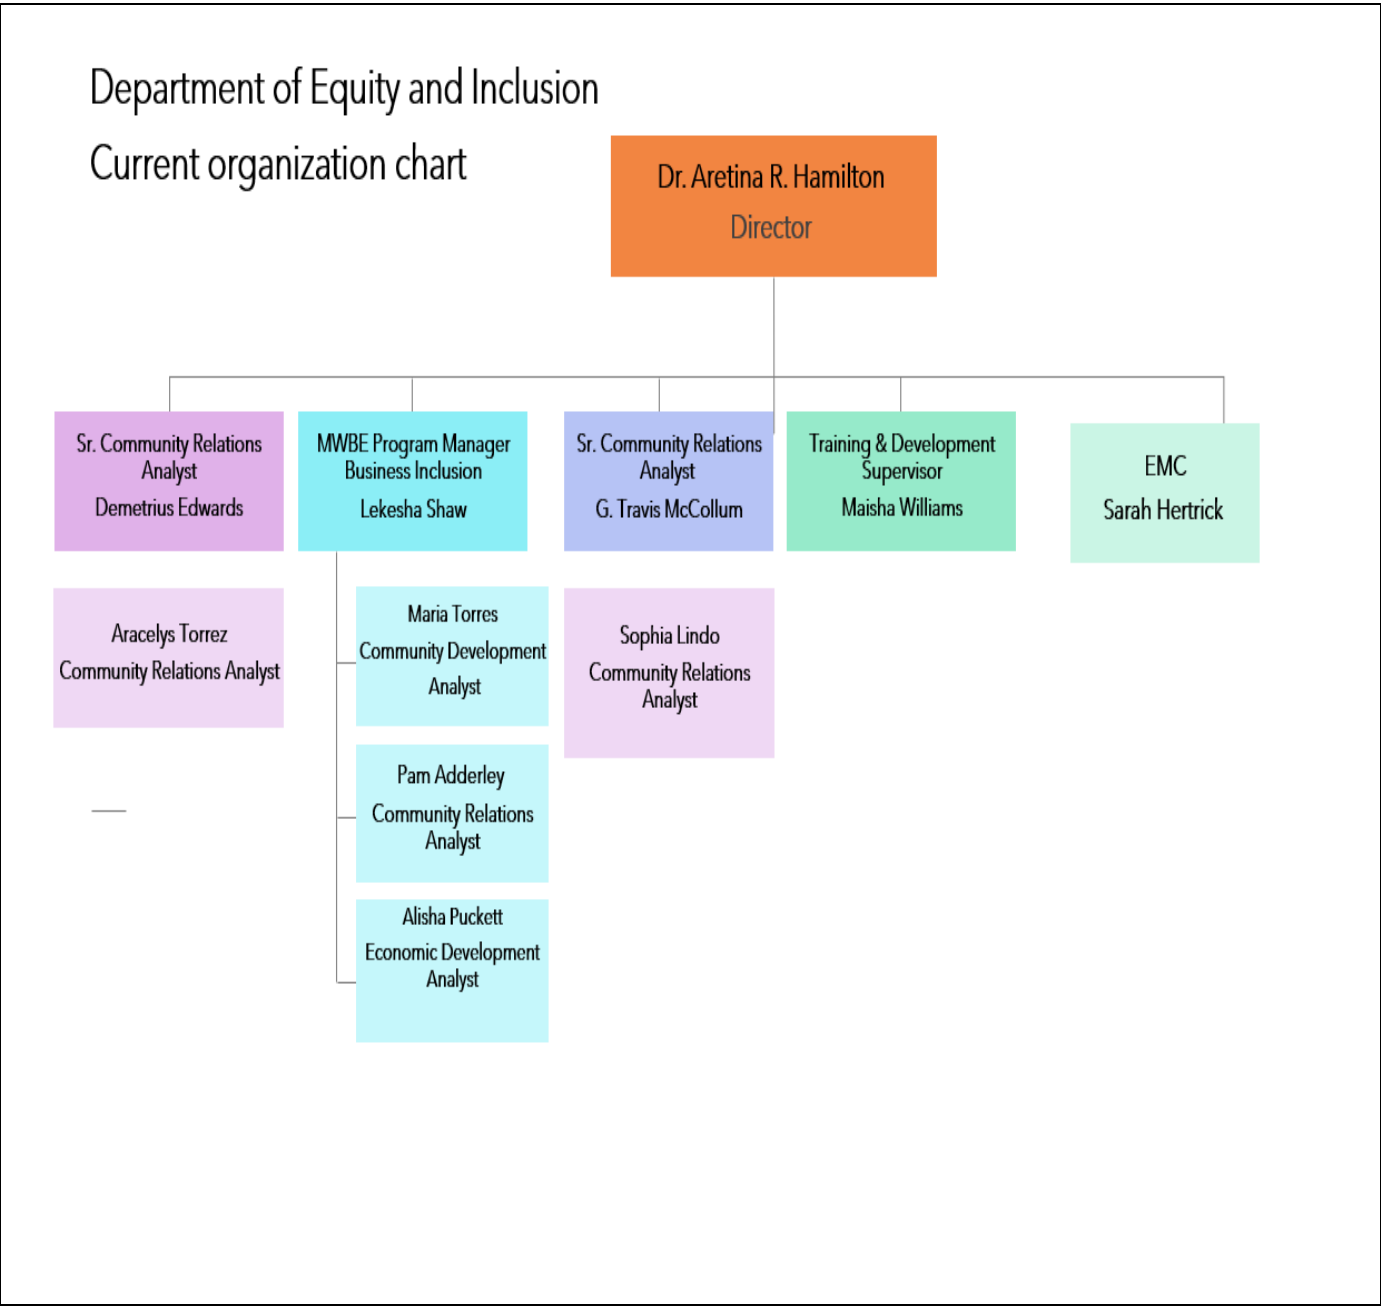 Department of Equity and Inclusion
Current organization chart
Dr. Aretina R. Hamilton
Director
Sr. Community Relations
Analyst
Demetrius Edwards
MWBE Program Manager
Business Inclusion
Lekesha Shaw
Sr. Community Relations
Analyst
G. Travis McCollum
Training & Development
Supervisor
Maisha Williams
EMC
Sarah Hertrick
Aracelys Torrez
Community Relations Analyst
Maria Torres
Community Development
Analyst
Sophia Lindo
Community Relations
Analyst
Pam Adderley
Community Relations
Analyst
Alisha Puckett
Economic Development
Analyst